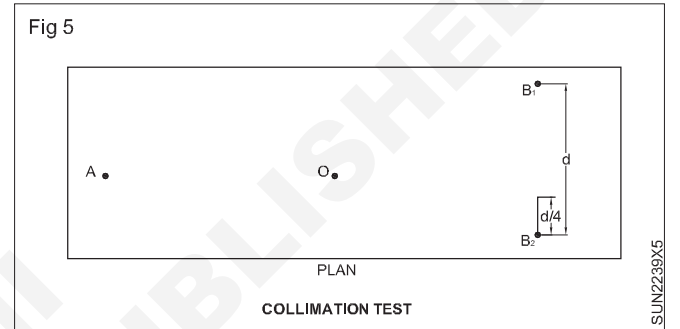 Fig 5
B1
A
O
d
d/4
B2
PLAN
COLLIMATION TEST
SUN2239X5